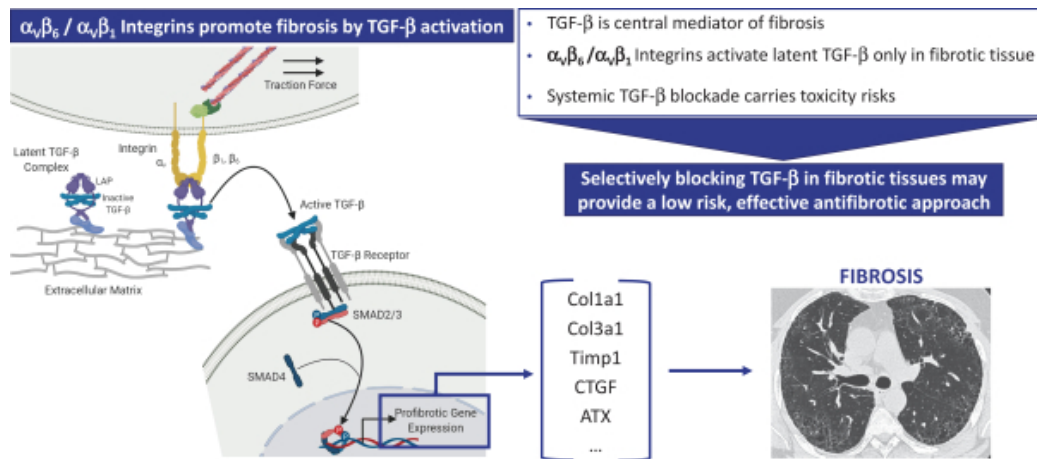 αvβ6 / αvβ1 Integrins promote fibrosis by TGF-β activation
• TGF-β is central mediator of fibrosis
• αvβ6/αvβ1 Integrins activate latent TGF-β only in fibrotic tissue
• Systemic TGF-β blockade carries toxicity risks
Selectively blocking TGF-β in fibrotic tissues may
provide a low risk, effective antifibrotic approach
Traction Force
Integrin
αv
β1, β6
Latent TGF-β
Complex
LAP
Inactive
TGF-β
Extracellular Matrix
Active TGF-β
TGF-β Receptor
P
P
SMAD2/3
SMAD4
P
P
Profibrotic Gene
Expression
Col1a1
Col3a1
Timp1
CTGF
ATX
...
FIBROSIS